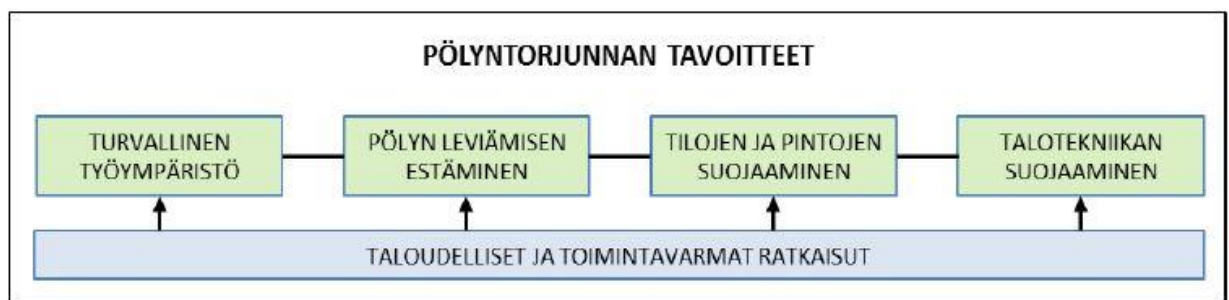 PÖLYNTORJUNNAN TAVOITTEET
TURVALLINEN
TYÖYMPÄRISTÖ
PÖLYN LEVIÄMISEN
ESTÄMINEN
TILOJEN JA PINTOJEN
SUOJAAMINEN
TALOTEKNIIKAN
SUOJAAMINEN
TALOUDELLISET JA TOIMINTAVARMAT RATKAISUT